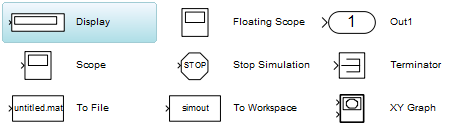 Display Floating Scope 1 Out1
Scope STOP Stop Simulation Terminator
untitled.mat To File simout To Workspace XY Graph